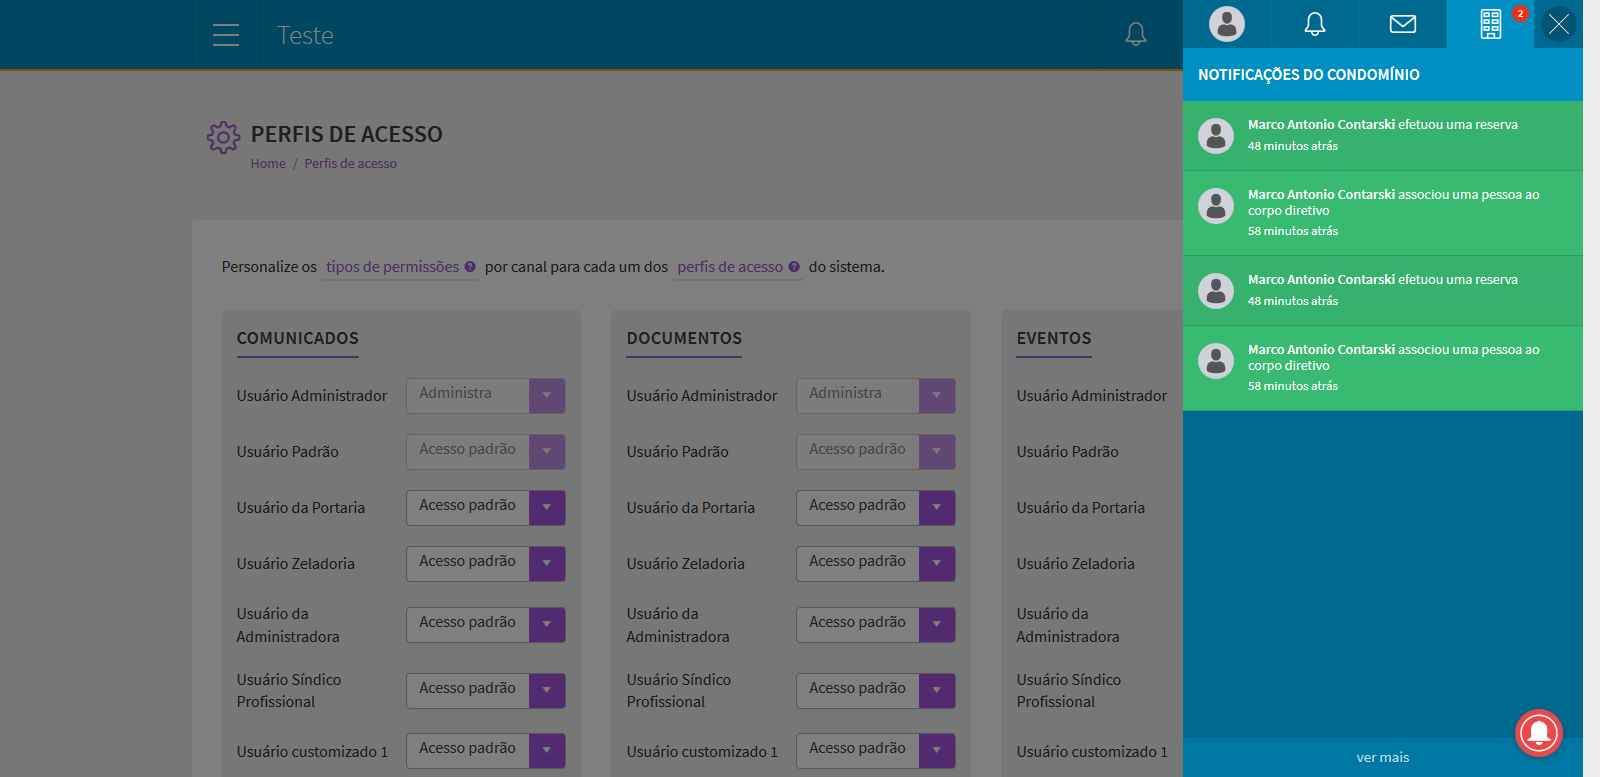 Teste
2
NOTIFICAÇÕES DO CONDOMÍNIO
Marco Antonio Contarski efetuou uma reserva
48 minutos atrás
Marco Antonio Contarski associou uma pessoa ao
corpo diretivo
58 minutos atrás
Marco Antonio Contarski efetuou uma reserva
48 minutos atrás
Marco Antonio Contarski associou uma pessoa ao
corpo diretivo
58 minutos atrás
ver mais
PERFIS DE ACESSO
Home / Perfis de acesso
Personalize os tipos de permissões ? por canal para cada um dos perfis de acesso ? do sistema.
COMUNICADOS
Usuário Administrador Administra
Usuário Padrão Acesso padrão
Usuário da Portaria Acesso padrão
Usuário Zeladoria Acesso padrão
Usuário da
Administradora
Acesso padrão
Usuário Síndico
Profissional
Acesso padrão
Usuário customizado 1 Acesso padrão
DOCUMENTOS
Usuário Administrador Administra
Usuário Padrão Acesso padrão
Usuário da Portaria Acesso padrão
Usuário Zeladoria Acesso padrão
Usuário da
Administradora
Acesso padrão
Usuário Síndico
Profissional
Acesso padrão
Usuário customizado 1 Acesso padrão
EVENTOS
Usuário Administrador
Usuário Padrão
Usuário da Portaria
Usuário Zeladoria
Usuário da
Administradora
Usuário Síndico
Profissional
Usuário customizado 1